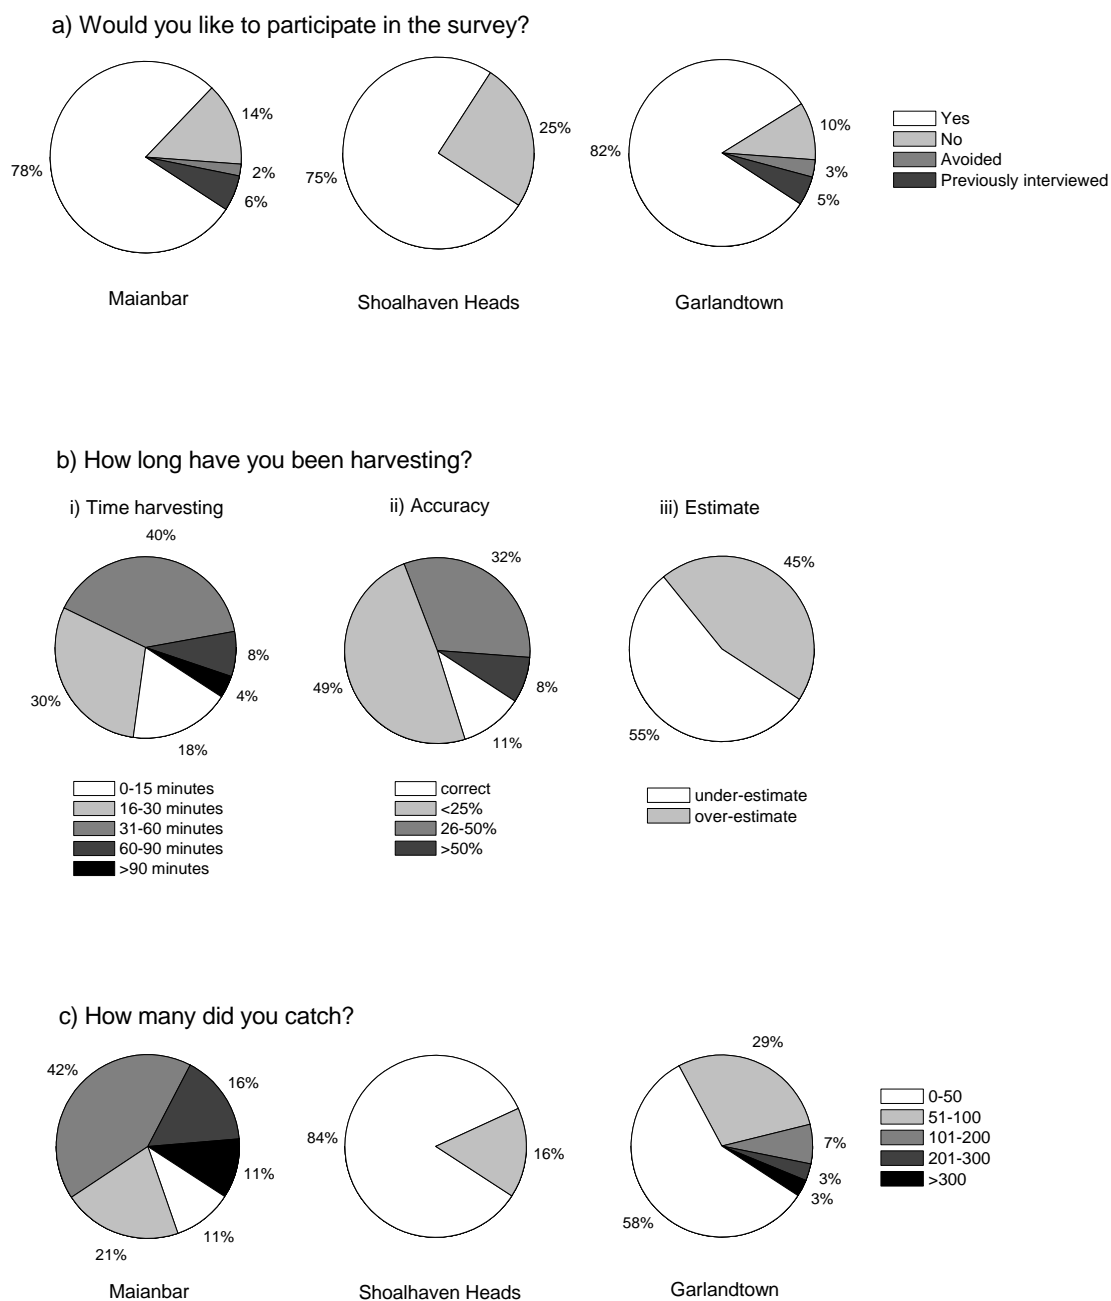 a) Would you like to participate in the survey?
14%
78%
2%
6%
Maianbar
25%
75%
Shoalhaven Heads
10%
82%
3%
5%
Garlandtown
Yes
No
Avoided
Previously interviewed
b) How long have you been harvesting?
i) Time harvesting
40%
8%
30%
4%
18%
0-15 minutes
16-30 minutes
31-60 minutes
60-90 minutes
>90 minutes
ii) Accuracy
32%
49%
8%
11%
correct
<25%
26-50%
>50%
iii) Estimate
45%
55%
under-estimate
over-estimate
c) How many did you catch?
42%
16%
11%
11%
21%
Maianbar
84%
16%
Shoalhaven Heads
29%
7%
3%
3%
58%
Garlandtown
0-50
51-100
101-200
201-300
>300